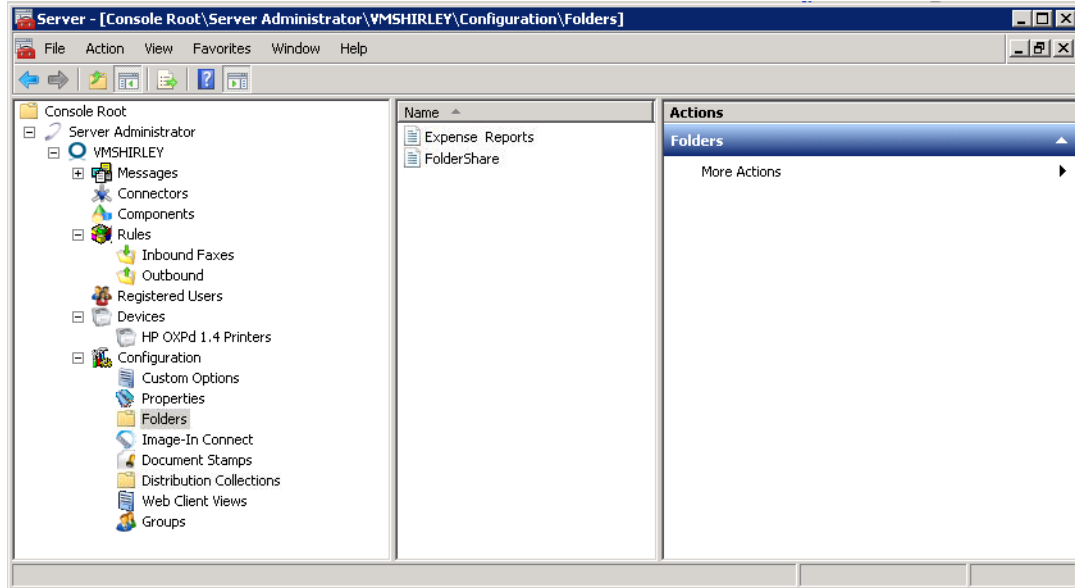 Server - [Console Root\Server Administrator\VMSHIRLEY\Configuration\Folders]
File Action View Favorites Window Help
Console Root
Server Administrator
VMSHIRLEY
Messages
Connectors
Components
Rules
Inbound Faxes
Outbound
Registered Users
Devices
HP OXPd 1.4 Printers
Configuration
Custom Options
Properties
Folders
Image-In Connect
Document Stamps
Distribution Collections
Web Client Views
Groups
Name
Expense Reports
FolderShare
Actions
Folders
More Actions